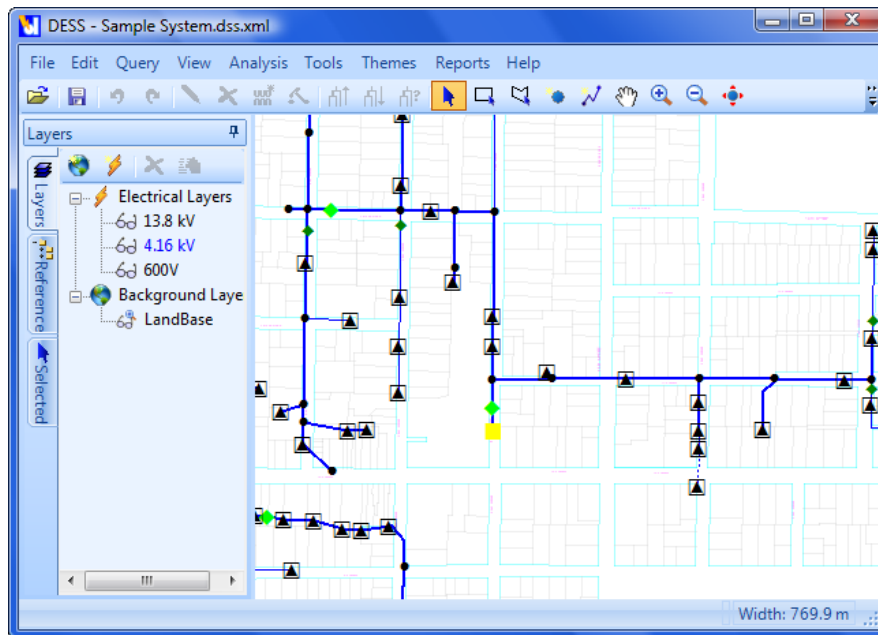 DESS - Sample System.dss.xml
File Edit Query View Analysis Tools Themes Reports Help
Layers
Layers
Reference
Selected
Electrical Layers
13.8 kV
4.16 kV
600V
Background Laye
LandBase
Width: 769.9 m